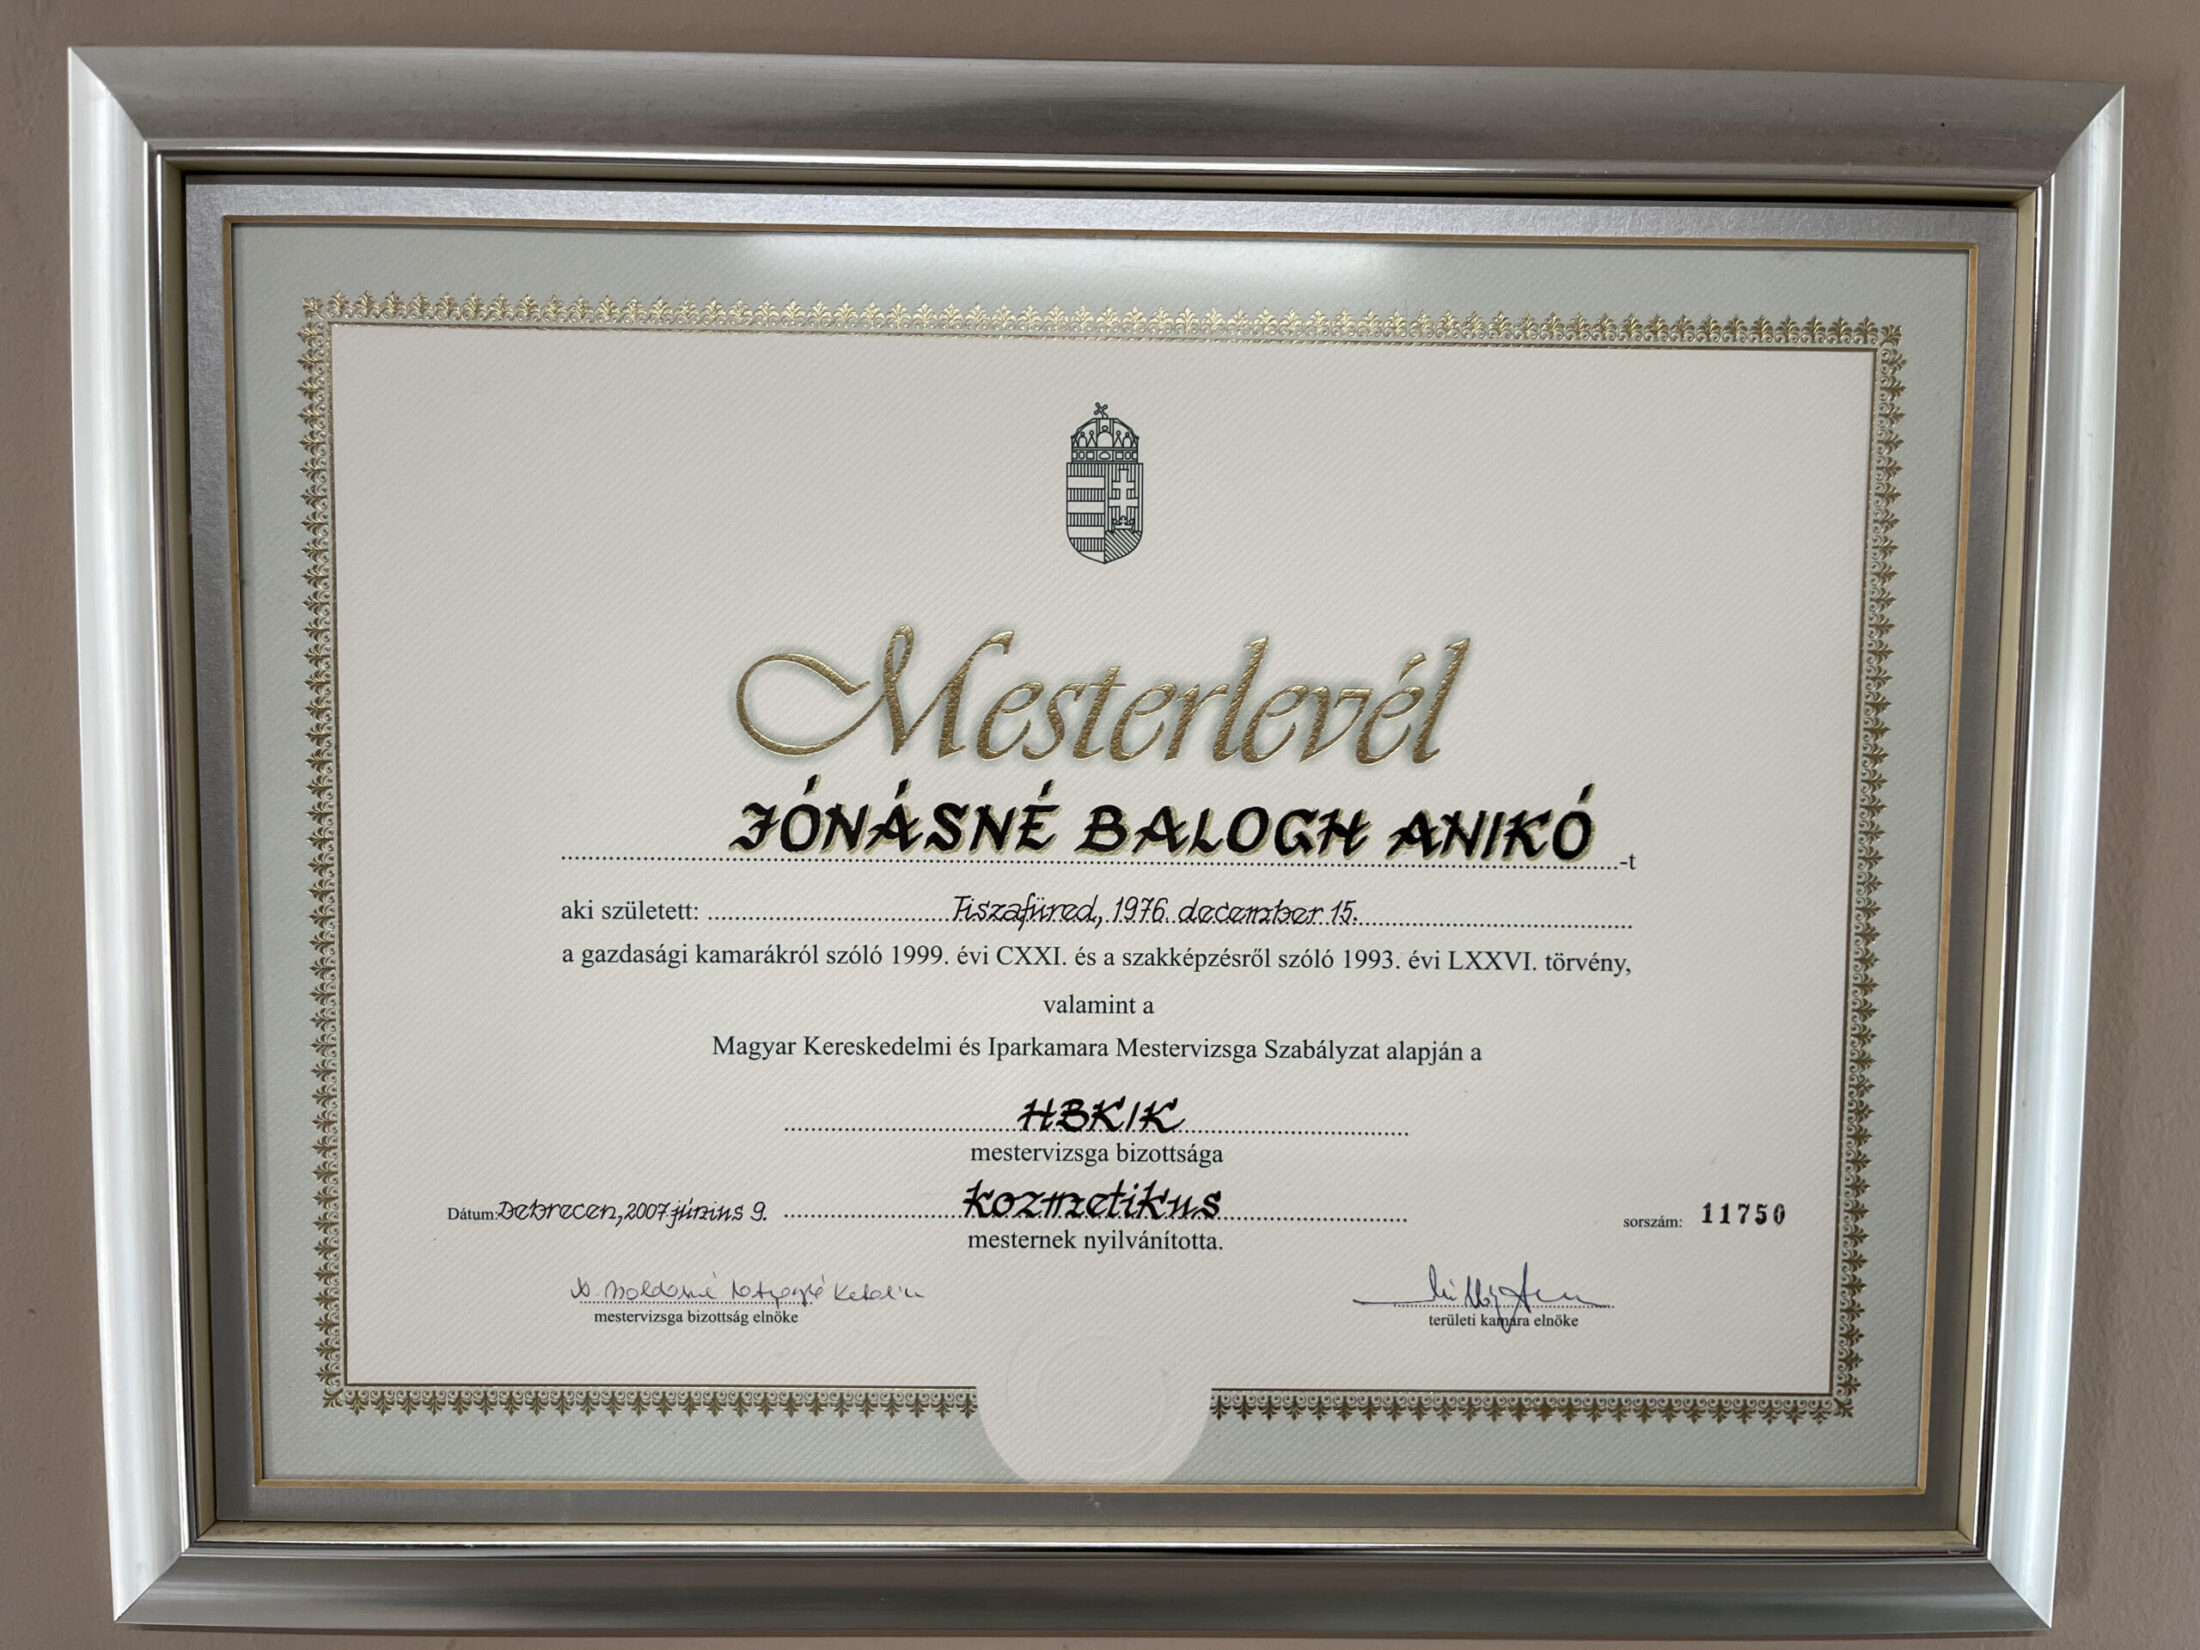 Mesterlevél
JÓNÁSNÉ BALOGH ANIKÓ -t
aki született: Tiszafüred, 1976. december 15.
a gazdasági kamarákról szóló 1999. évi CXXI. és a szakképzésről szóló 1993. évi LXXVI. törvény,
valamint a
Magyar Kereskedelmi és Iparkamara Mestervizsga Szabályzat alapján a
HBKIK
mestervizsga bizottsága
Dátum: Debrecen, 2007 június 9. kozmetikus sorszám: 11750
mesternek nyilvánította.
Katalin
mestervizsga bizottság elnöke területi kamara elnöke